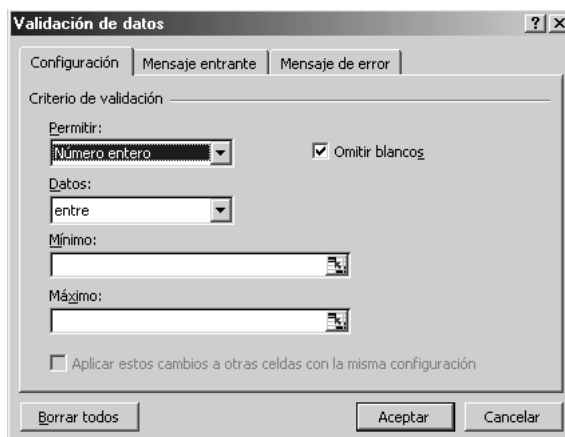 Validación de datos
Configuración Mensaje entrante Mensaje de error
Criterio de validación
Permitir:
Número entero Omitir blancos
Datos:
entre
Mínimo:
Máximo:
Aplicar estos cambios a otras celdas con la misma configuración
Borrar todos Aceptar Cancelar